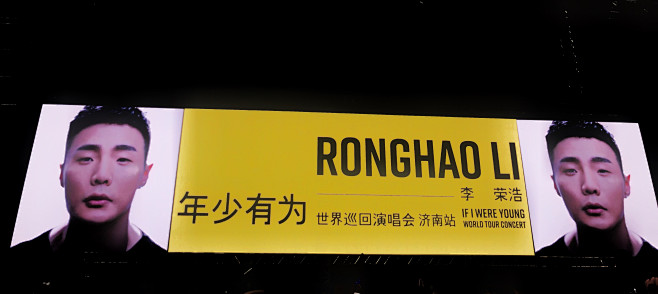 RONGHAO LI
李 荣浩
年少有为
世界巡回演唱会 济南站
IF I WERE YOUNG
WORLD TOUR CONCERT